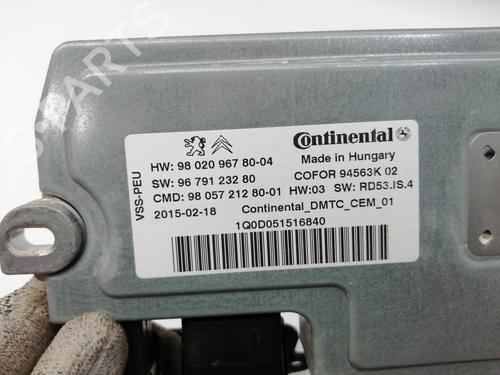 Continental
VSS-PEU
HW: 98 020 967 80-04
Made in Hungary
SW: 96 791 232 80
COFOR 94563K 02
CMD: 98 057 212 80-01 HW:03 SW: RD53.IS.4
2015-02-18 Continental_DMTC_CEM_01
1Q0D051516840